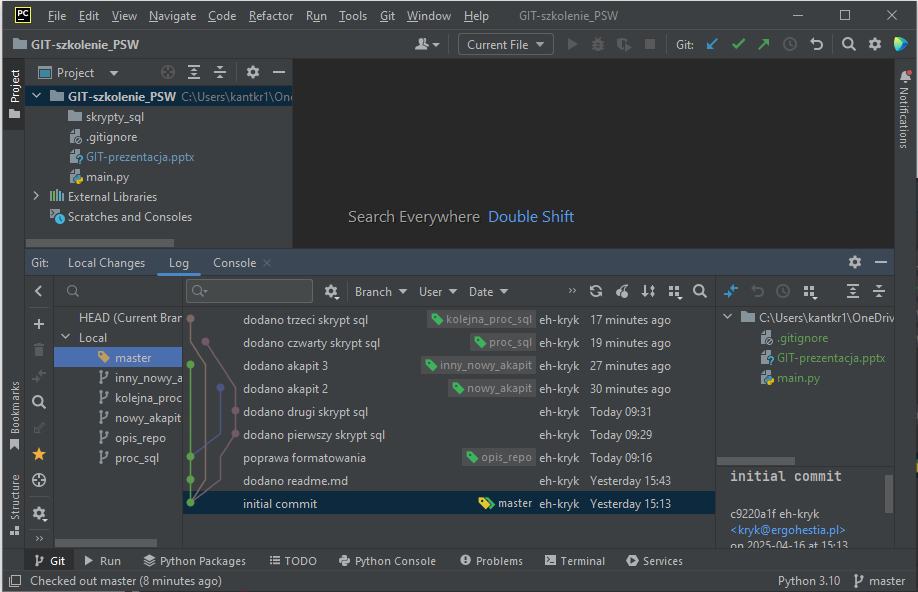 PC File Edit View Navigate Code Refactor Run Tools Git Window Help GIT-szkolenie_PSW
GIT-szkolenie_PSW Current File Git:
Project Project
GIT-szkolenie_PSW C:\Users\kantkr1\One
skrypty_sql
.gitignore
GIT-prezentacja.pptx
main.py
External Libraries
Scratches and Consoles
Notifications
Search Everywhere Double Shift
Git: Local Changes Log Console
Branch User Date
HEAD (Current Bran
Local
master
inny_nowy_a
kolejna_proc
nowy_akapit
opis_repo
proc_sql
dodano trzeci skrypt sql kolejna_proc_sql eh-kryk 17 minutes ago
dodano czwarty skrypt sql proc_sql eh-kryk 19 minutes ago
dodano akapit 3 inny_nowy_akapit eh-kryk 27 minutes ago
dodano akapit 2 nowy_akapit eh-kryk 30 minutes ago
dodano drugi skrypt sql eh-kryk Today 09:31
dodano pierwszy skrypt sql eh-kryk Today 09:29
poprawa formatowania opis_repo eh-kryk Today 09:16
dodano readme.md eh-kryk Yesterday 15:43
initial commit master eh-kryk Yesterday 15:13
C:\Users\kantkr1\OneDriv
.gitignore
GIT-prezentacja.pptx
main.py
initial commit
c9220a1f eh-kryk
<kryk@ergohestia.pl>
on 2025-04-16 at 15:13
Bookmarks
Structure
Git Run Python Packages TODO Python Console Problems Terminal Services
Checked out master (8 minutes ago) Python 3.10 master